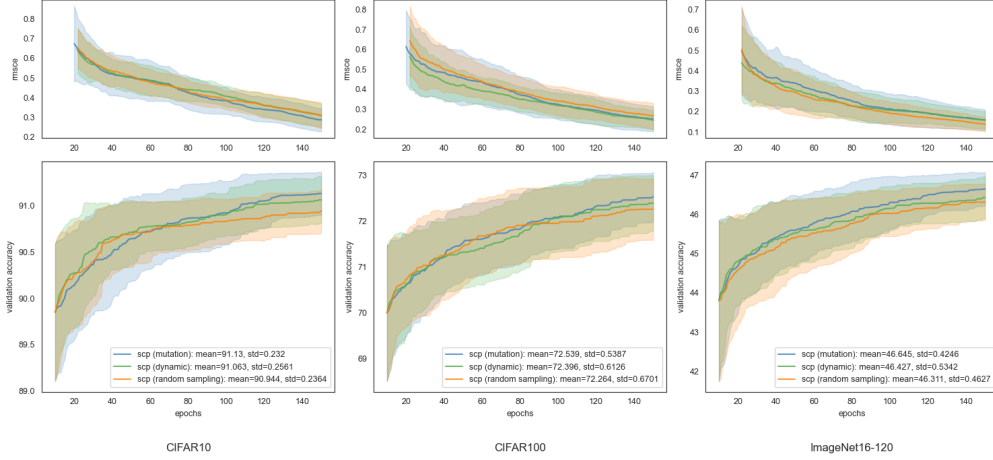 0.8
0.7
0.6
0.5
0.4
0.3
0.2
rmsce
20 40 60 80 100 120 140
0.8
0.6
0.4
0.2
rmsce
20 40 60 80 100 120 140
0.7
0.6
0.5
0.4
0.3
0.2
0.1
rmsce
20 40 60 80 100 120 140
91.0
90.5
90.0
89.5
89.0
validation accuracy
scp (mutation): mean=91.13, std=0.232
scp (dynamic): mean=91.063, std=0.2561
scp (random sampling): mean=90.944, std=0.2364
20 40 60 80 100 120 140
epochs
73
72
71
70
69
validation accuracy
scp (mutation): mean=72.539, std=0.5387
scp (dynamic): mean=72.396, std=0.6126
scp (random sampling): mean=72.264, std=0.6701
20 40 60 80 100 120 140
epochs
47
46
45
44
43
42
validation accuracy
scp (mutation): mean=46.645, std=0.4246
scp (dynamic): mean=46.427, std=0.5342
scp (random sampling): mean=46.311, std=0.4627
20 40 60 80 100 120 140
epochs
CIFAR10
CIFAR100
ImageNet16-120